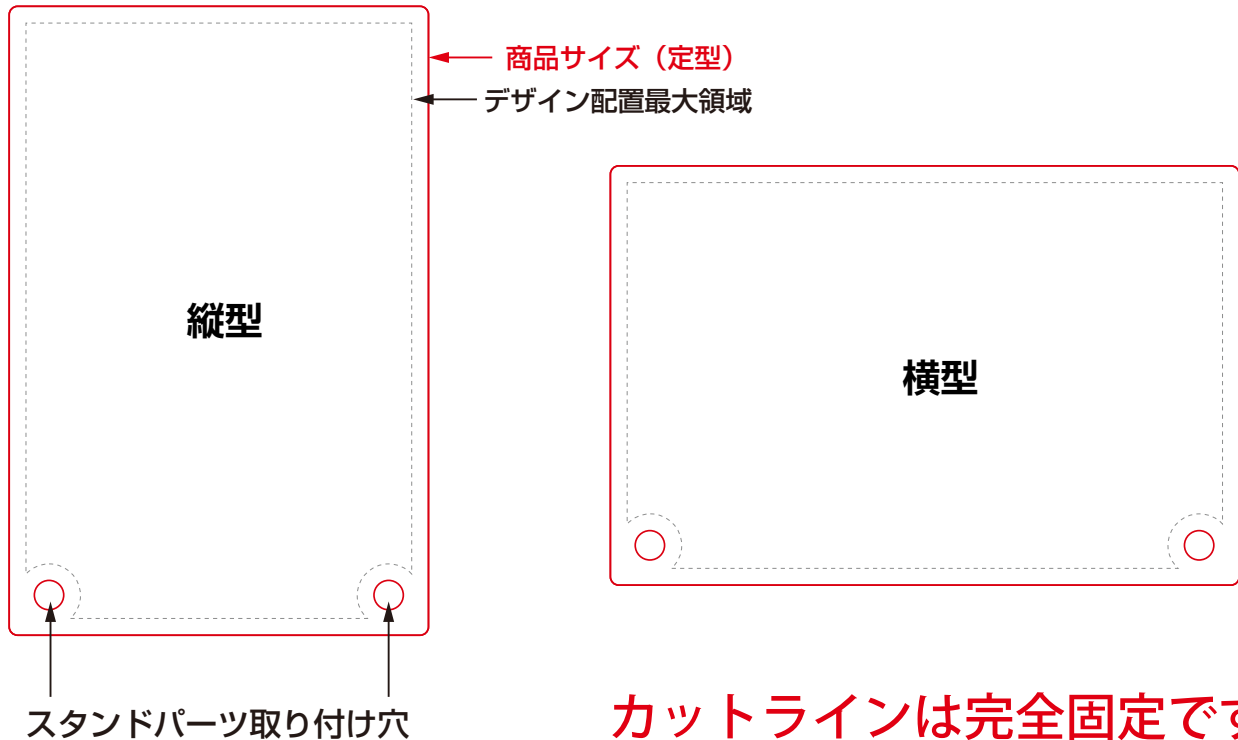 商品サイズ（定型）
デザイン配置最大領域
縦型
横型
スタンドパーツ取り付け穴
カットラインは完全固定です